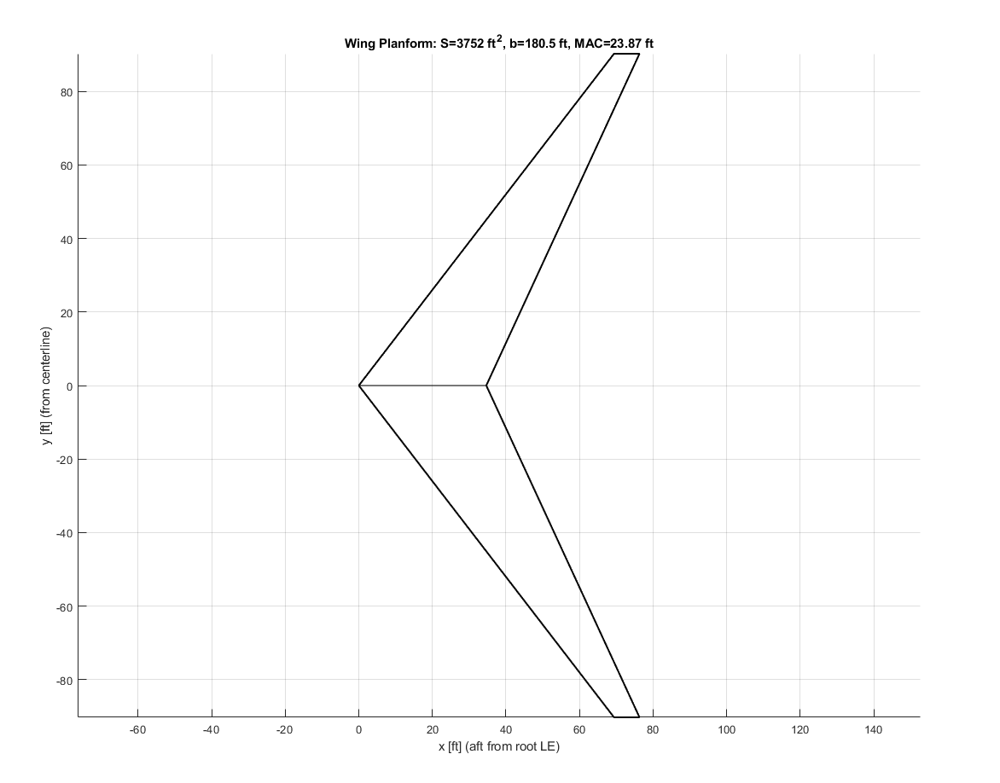 Wing Planform: S=3752 ft², b=180.5 ft, MAC=23.87 ft
80
60
40
20
0
-20
-40
-60
-80
y [ft] (from centerline)
-60 -40 -20 0 20 40 60 80 100 120 140
x [ft] (aft from root LE)